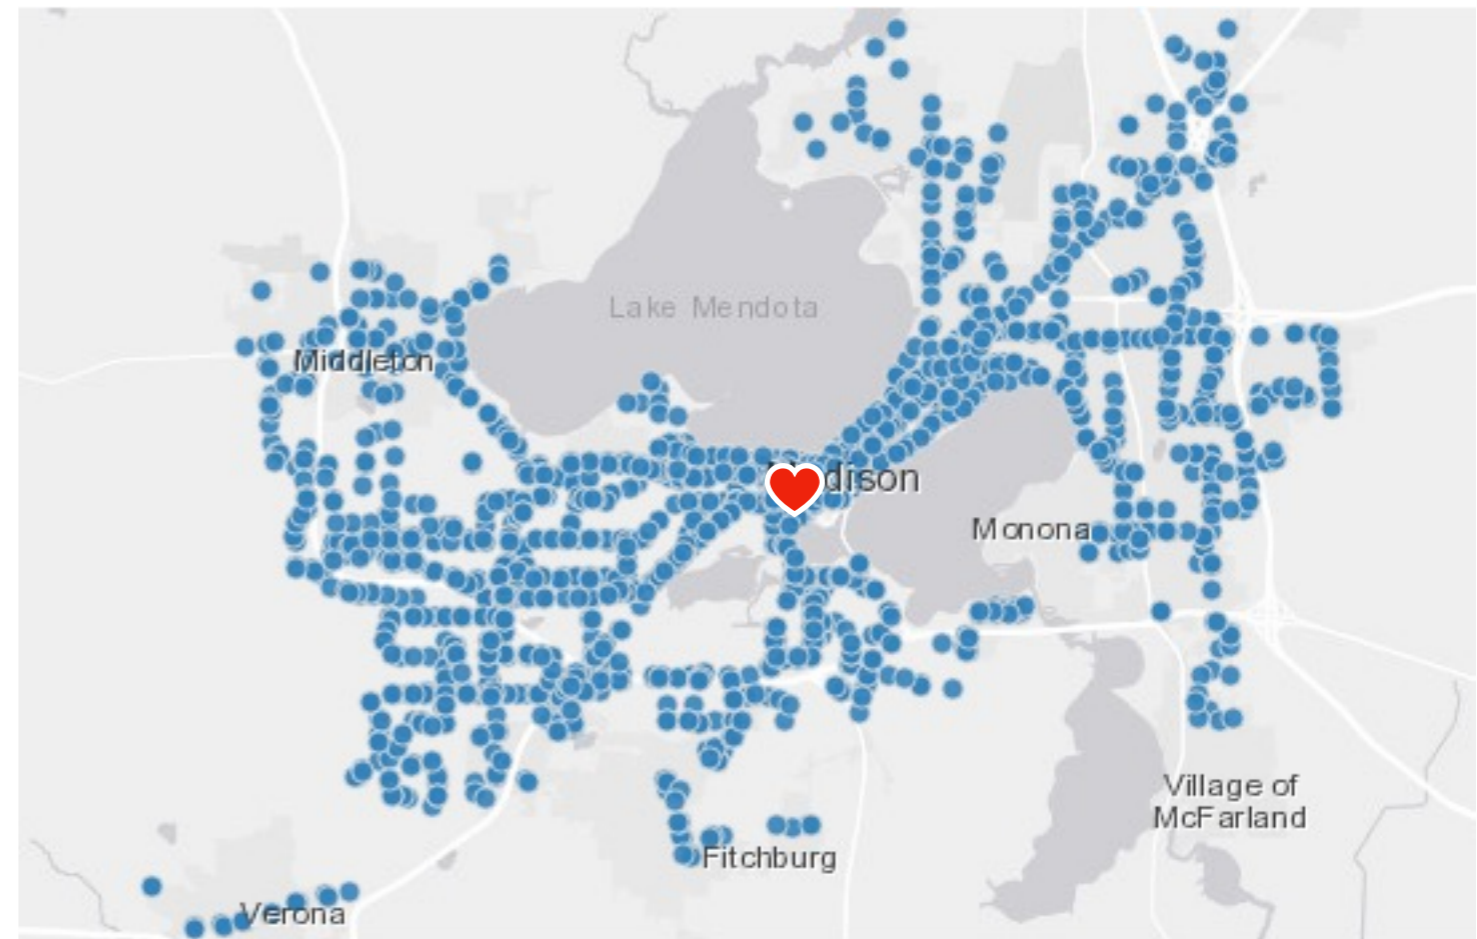 Lake Mendota
Middleton
dison
Monona
Village of
McFarland
Fitchburg
Verona